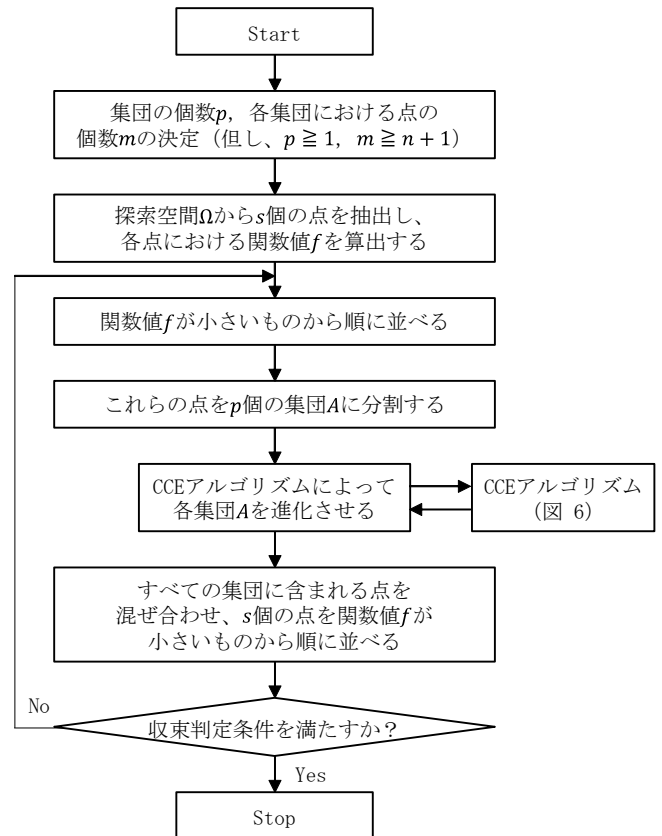 Start
集団の個数p，各集団における点の
個数mの決定（但し、p ≧ 1，m ≧ n + 1）
探索空間Ωからs個の点を抽出し、
各点における関数値fを算出する
関数値fが小さいものから順に並べる
これらの点をp個の集団Aに分割する
CCEアルゴリズムによって
各集団Aを進化させる
CCEアルゴリズム
（図 6）
すべての集団に含まれる点を
混ぜ合わせ、s個の点を関数値fが
小さいものから順に並べる
No
収束判定条件を満たすか？
Yes
Stop